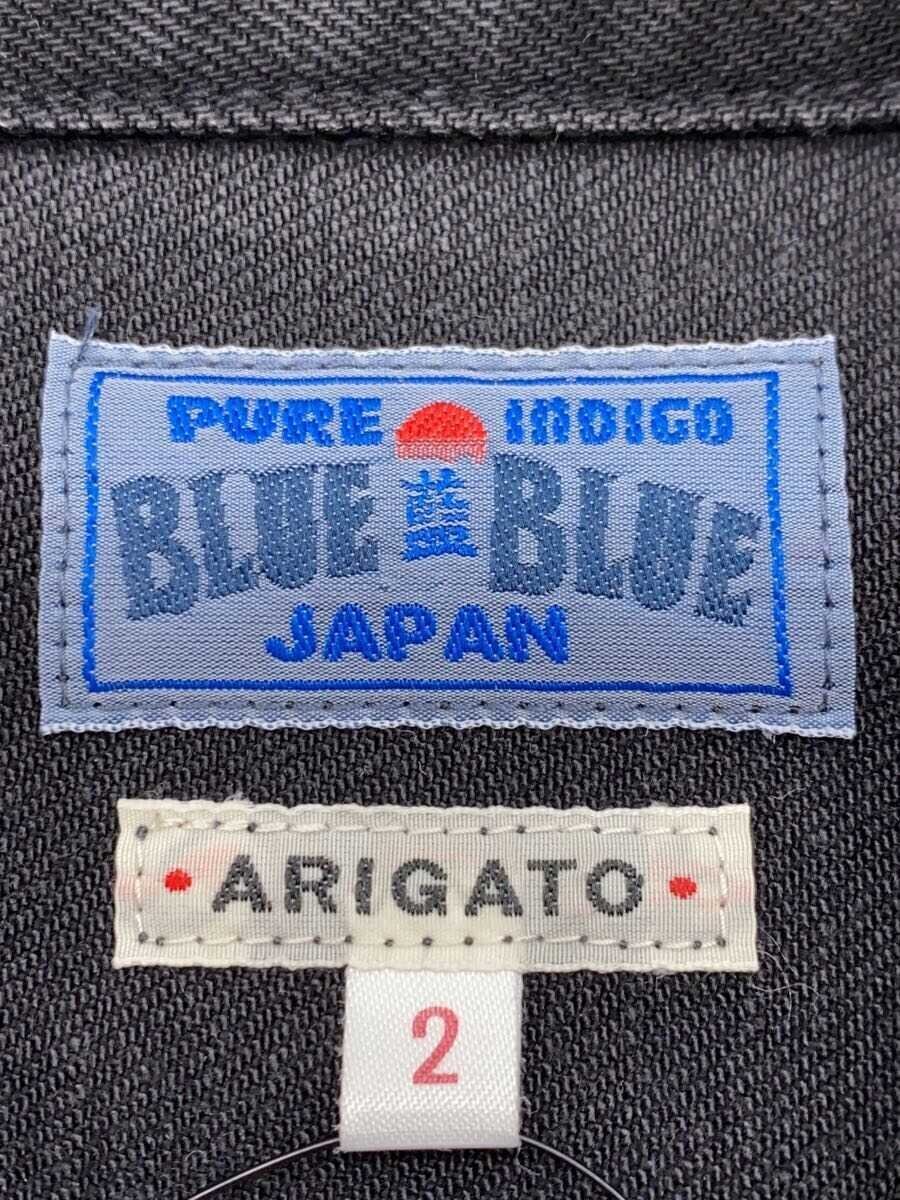 PURE INDIGO
BLUE 藍 BLUE
JAPAN
• ARIGATO •
2